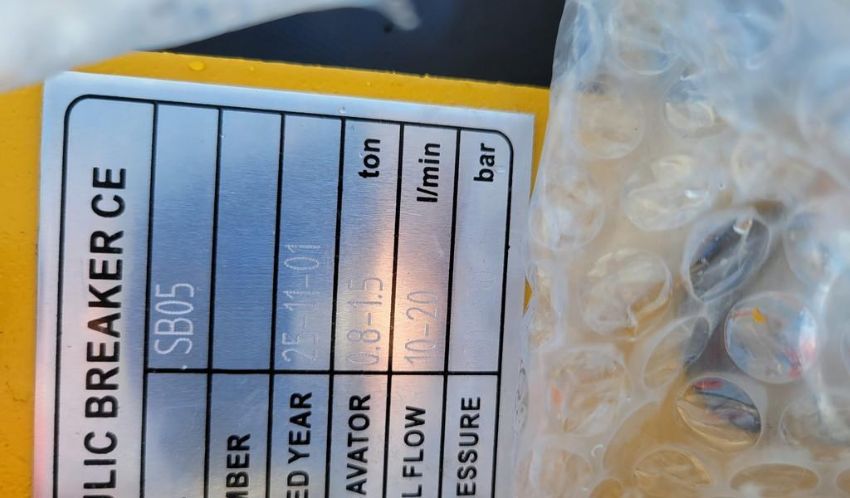 ULIC BREAKER CE
SB05
MBER
ED YEAR 25-11-01
AVATOR 0.8-1.5 ton
L FLOW 10-20 l/min
ESSURE bar